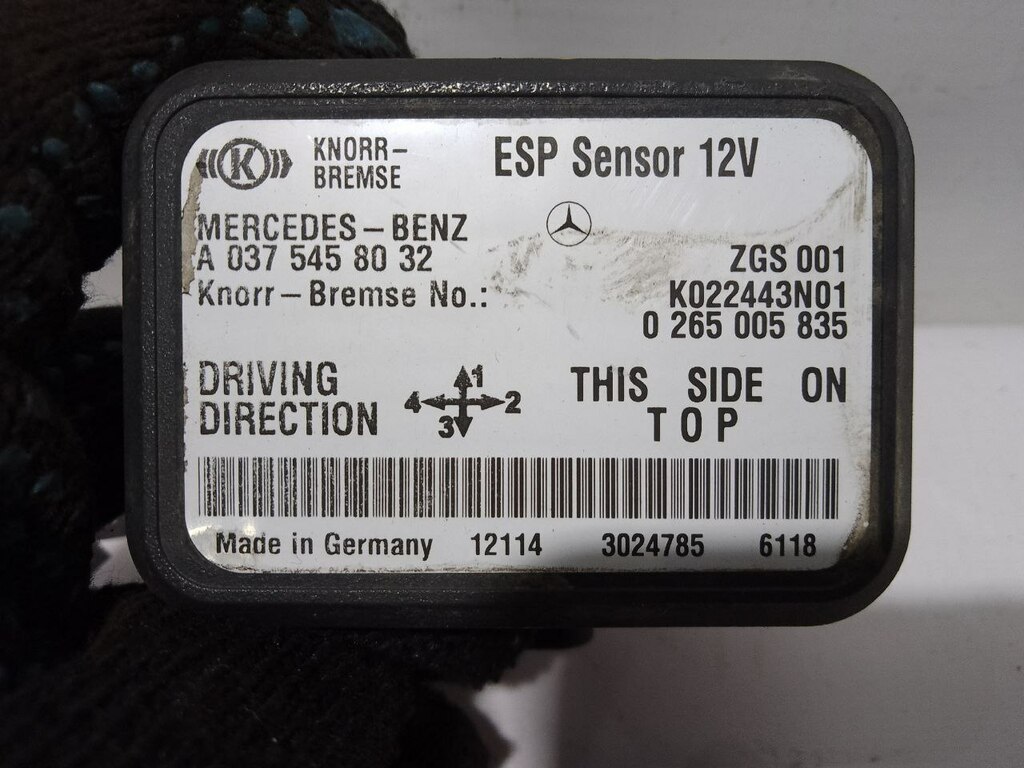 K KNORR-
BREMSE
ESP Sensor 12V
MERCEDES-BENZ
A 037 545 80 32
ZGS 001
Knorr-Bremse No.:
K022443N01
0 265 005 835
DRIVING
DIRECTION
1
4 2
3
THIS SIDE ON
TOP
Made in Germany 12114 3024785 6118